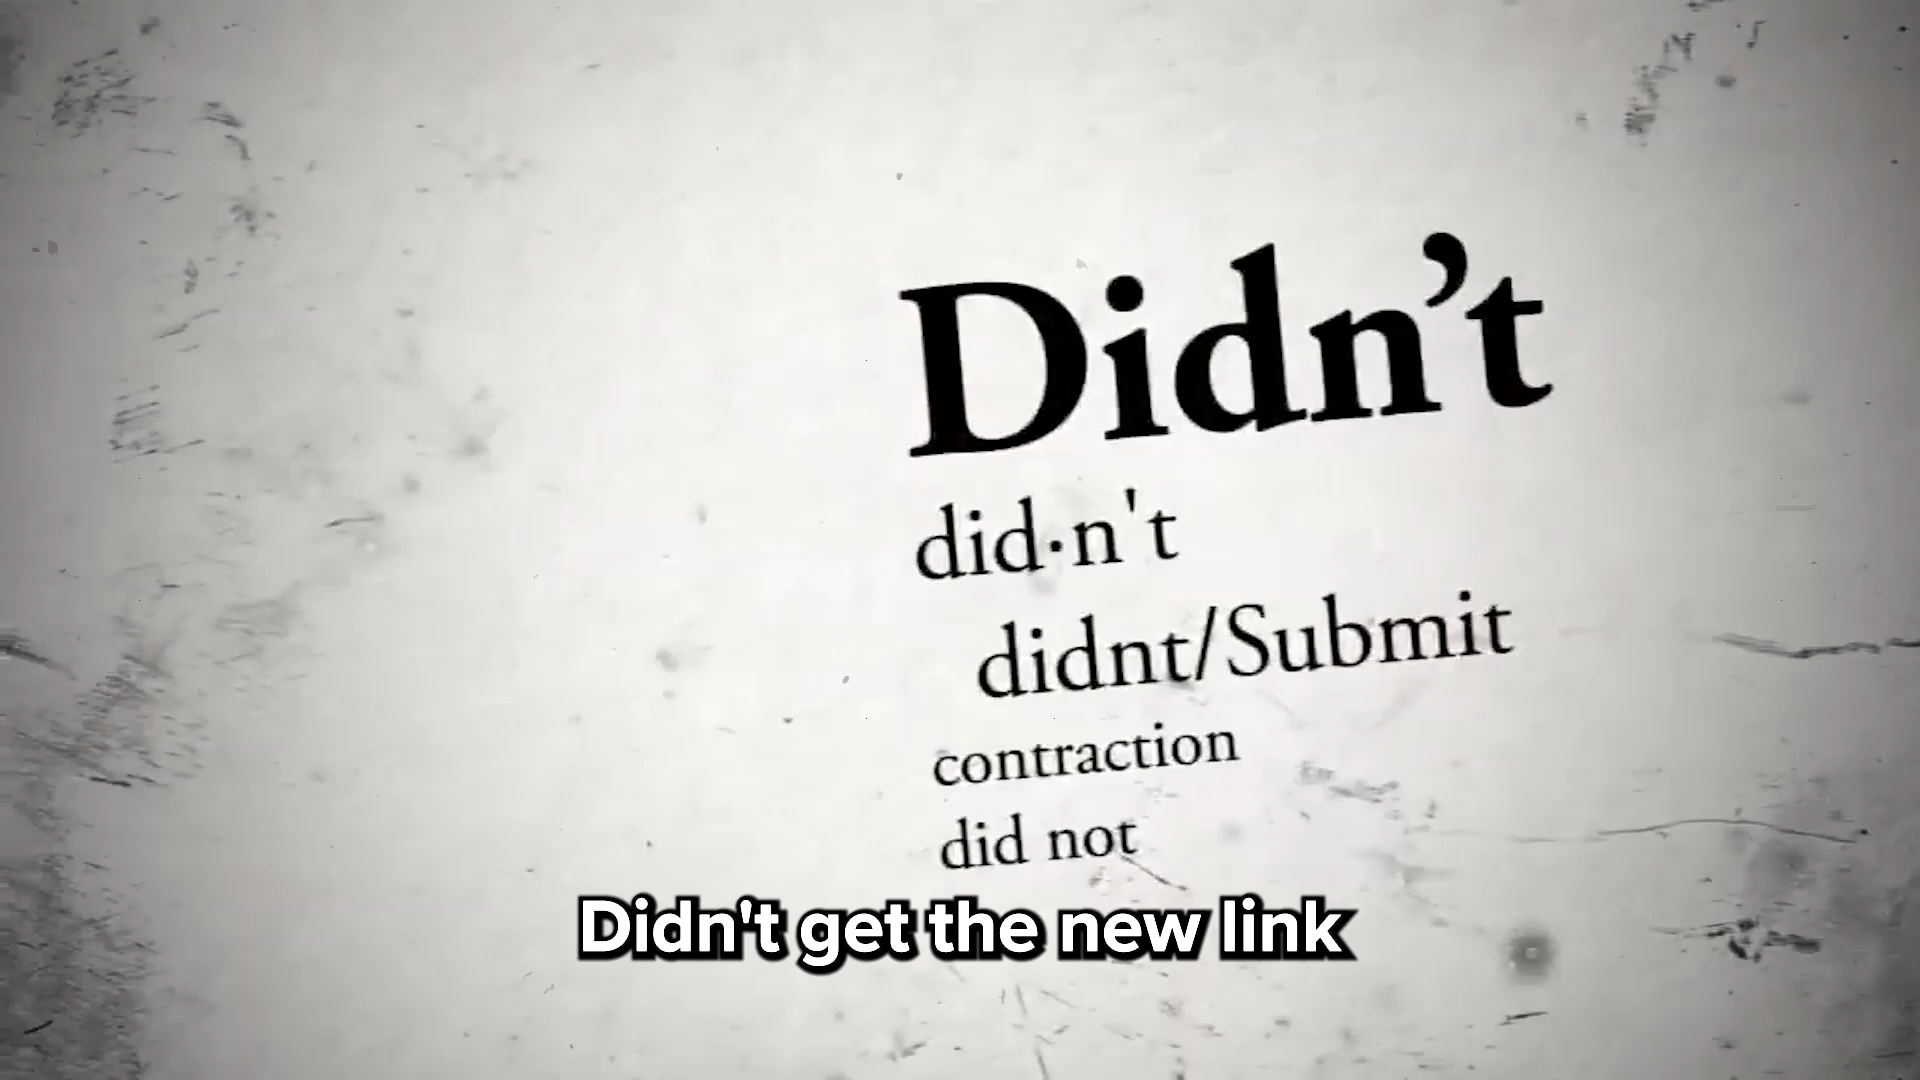 Didn’t
did·n't
didnt/Submit
contraction
did not
Didn't get the new link